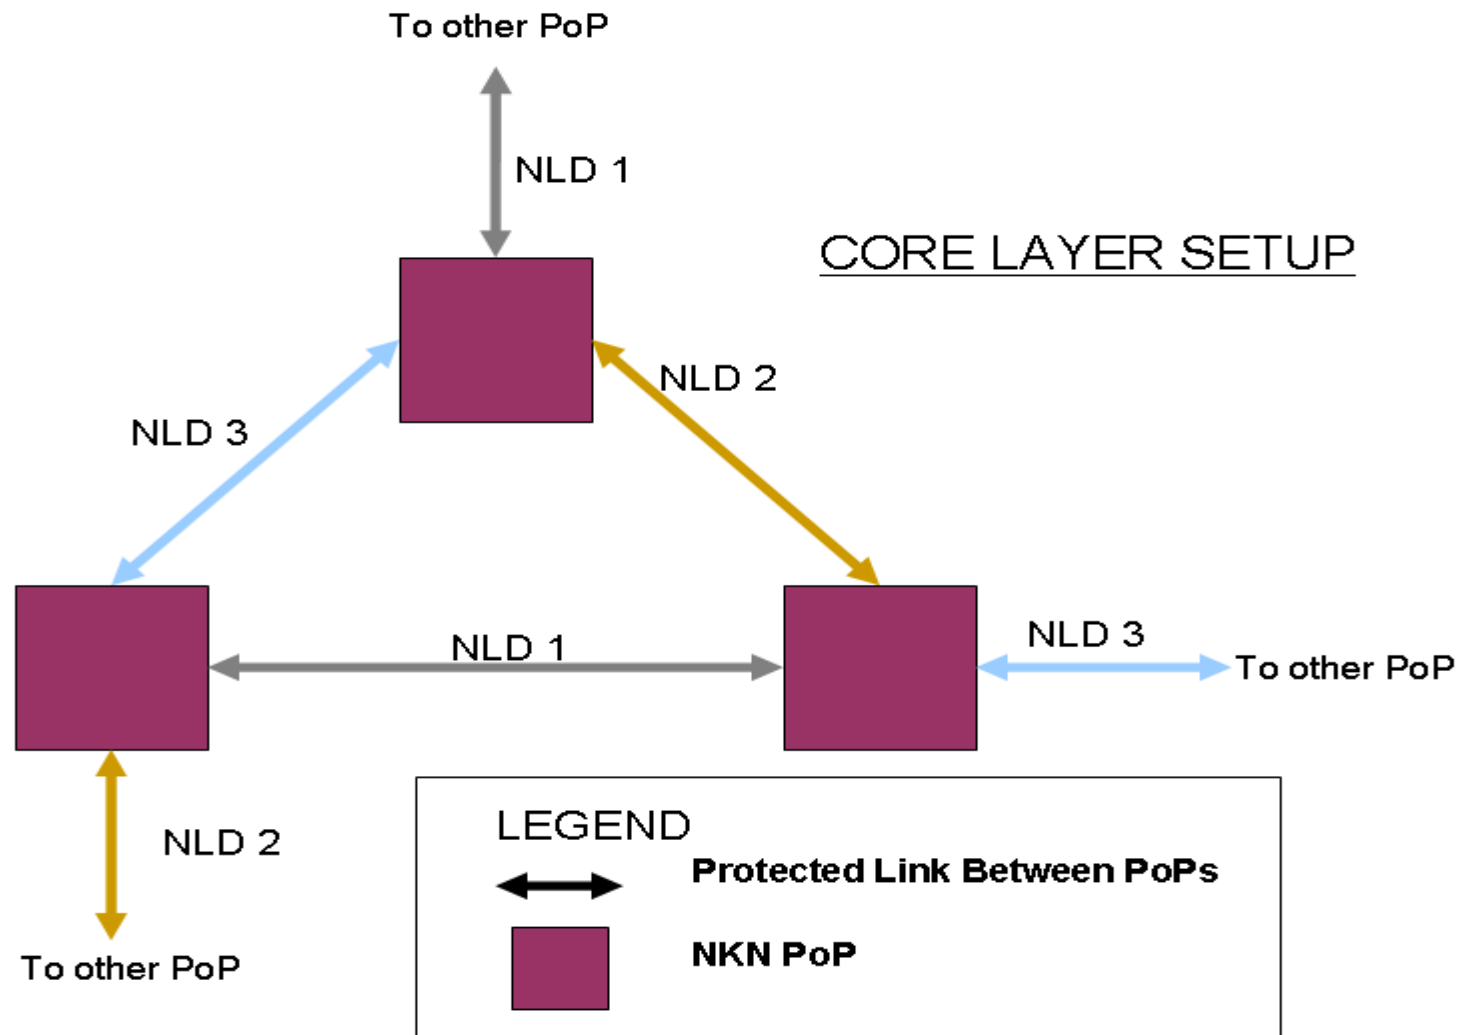 To other PoP
NLD 1
CORE LAYER SETUP
NLD 2
NLD 3
NLD 1
NLD 3
To other PoP
NLD 2
To other PoP
LEGEND
Protected Link Between PoPs
NKN PoP